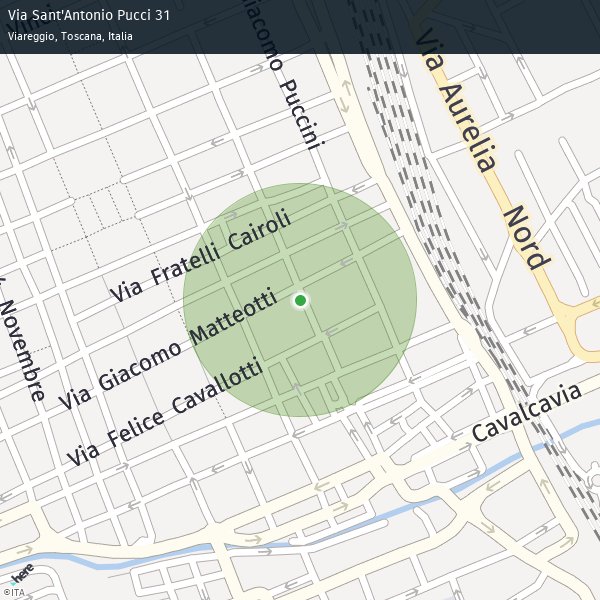 Via Sant'Antonio Pucci 31
Viareggio, Toscana, Italia
Vinci
Giacomo Puccini
Via Aurelia Nord
Via Fratelli Cairoli
Via Giacomo Matteotti
Novembre
Via Felice Cavallotti
Cavalcavia
here
©ITA